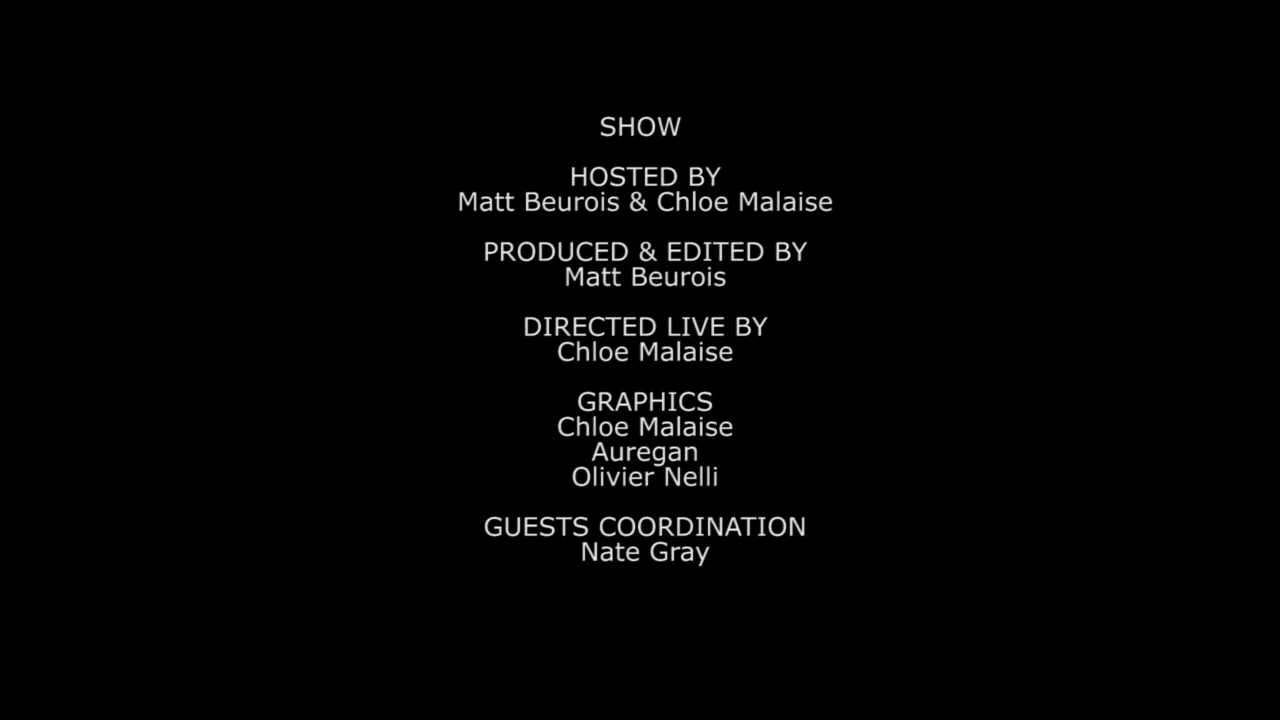 SHOW
HOSTED BY
Matt Beurois & Chloe Malaise
PRODUCED & EDITED BY
Matt Beurois
DIRECTED LIVE BY
Chloe Malaise
GRAPHICS
Chloe Malaise
Auregan
Olivier Nelli
GUESTS COORDINATION
Nate Gray